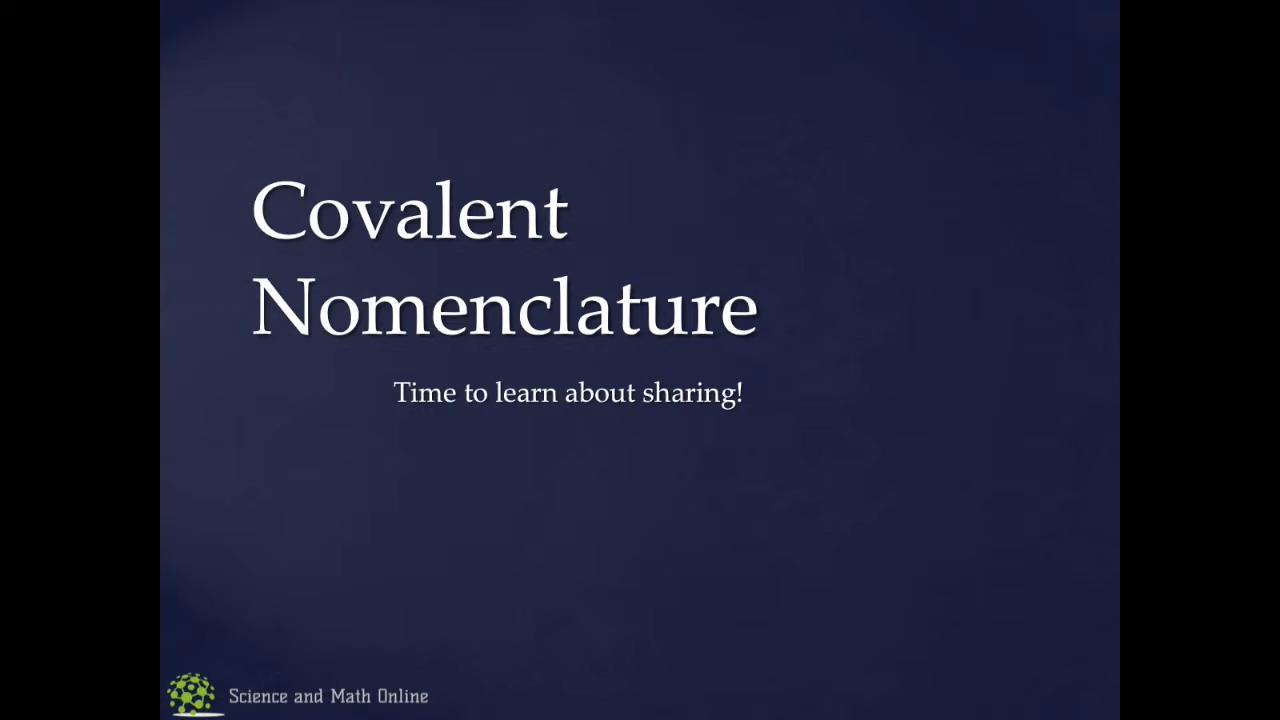 Covalent
Nomenclature
Time to learn about sharing!
Science and Math Online